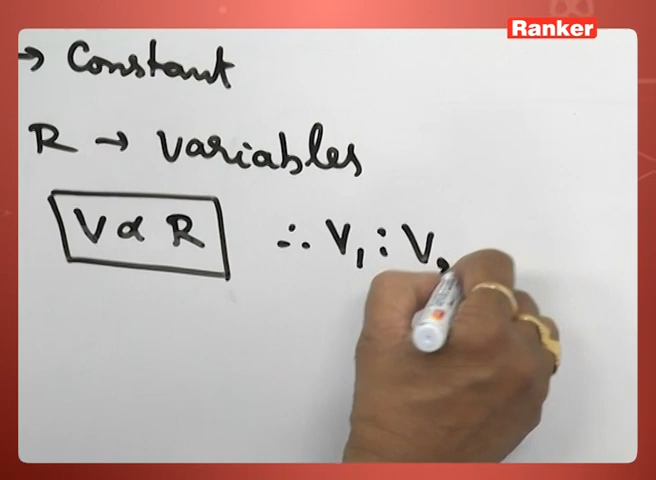 Ranker
→ Constant
R → variables
V ∝ R ∴ V₁ : V